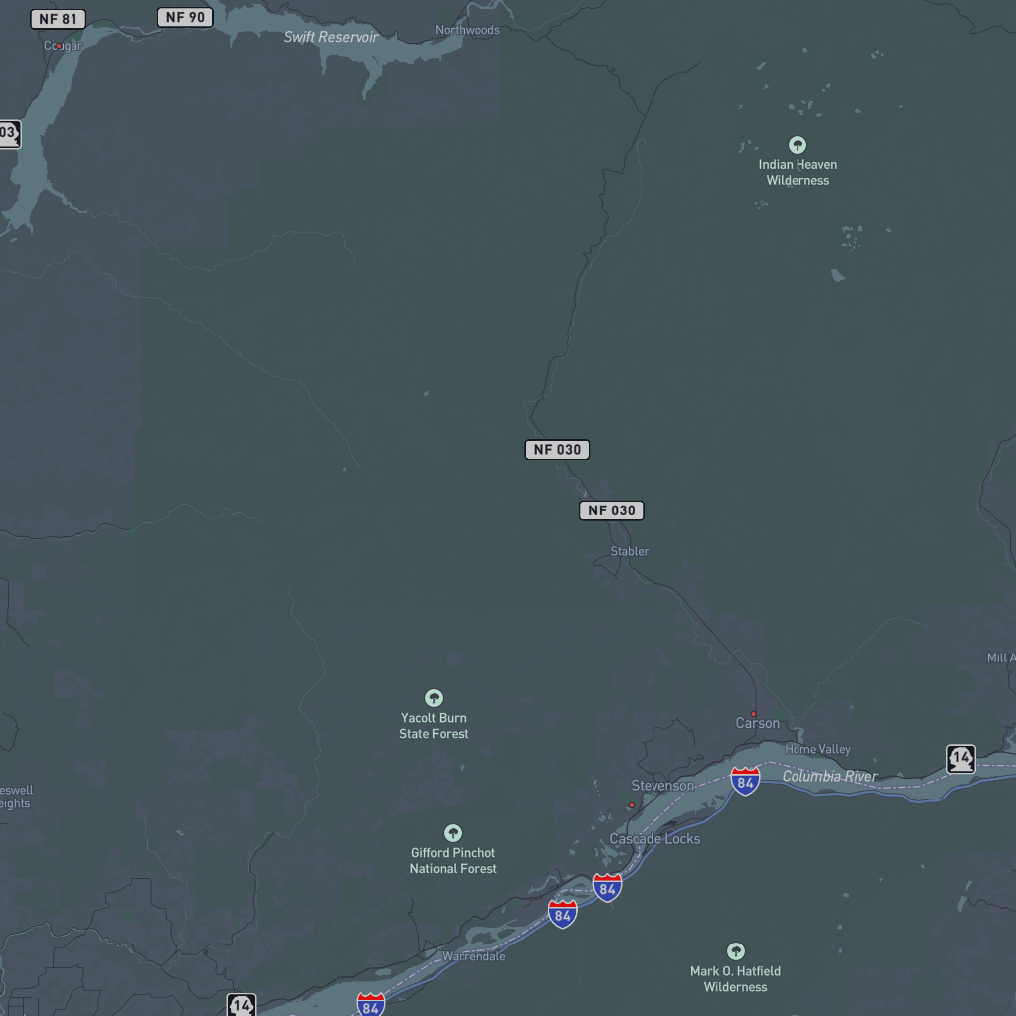 NF 81
NF 90
Swift Reservoir
Northwoods
Cougar
03
Indian Heaven
Wilderness
NF 030
NF 030
Stabler
Mill A
Yacolt Burn
State Forest
Carson
Home Valley
14
Columbia River
84
Stevenson
eswell
eights
Cascade Locks
Gifford Pinchot
National Forest
84
84
Warrendale
Mark O. Hatfield
Wilderness
14
84